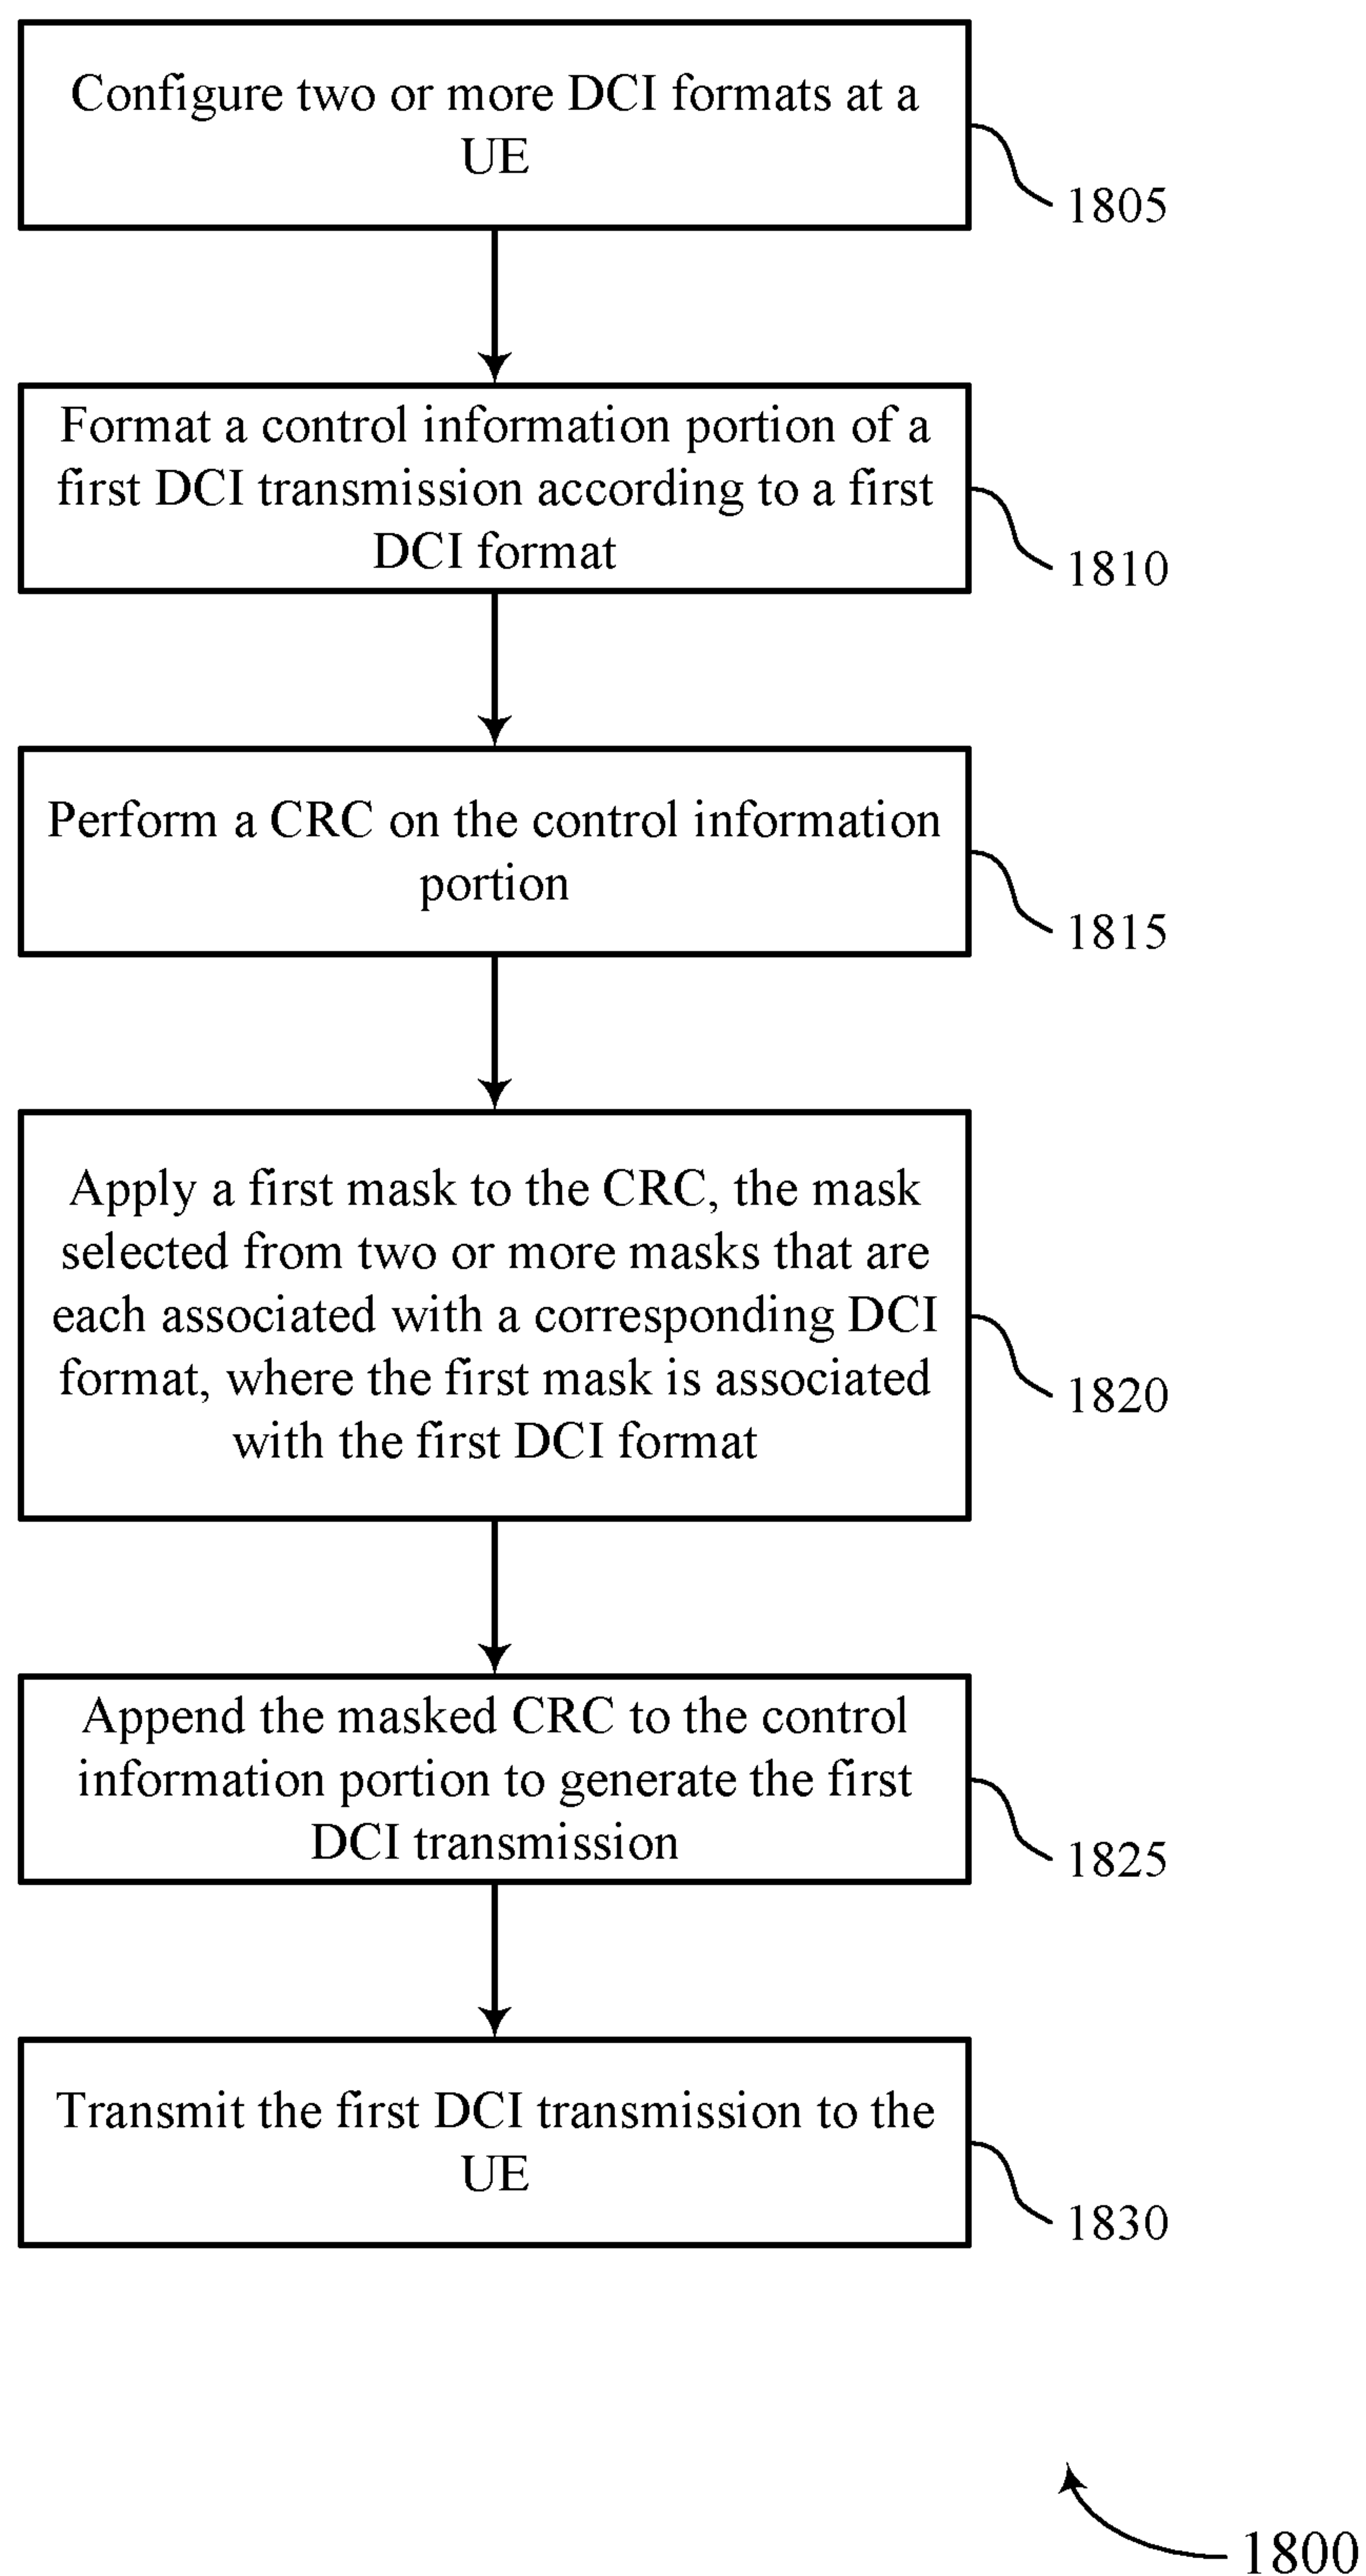 Configure two or more DCI formats at a
UE
1805
Format a control information portion of a
first DCI transmission according to a first
DCI format
1810
Perform a CRC on the control information
portion
1815
Apply a first mask to the CRC, the mask
selected from two or more masks that are
each associated with a corresponding DCI
format, where the first mask is associated
with the first DCI format
1820
Append the masked CRC to the control
information portion to generate the first
DCI transmission
1825
Transmit the first DCI transmission to the
UE
1830
1800